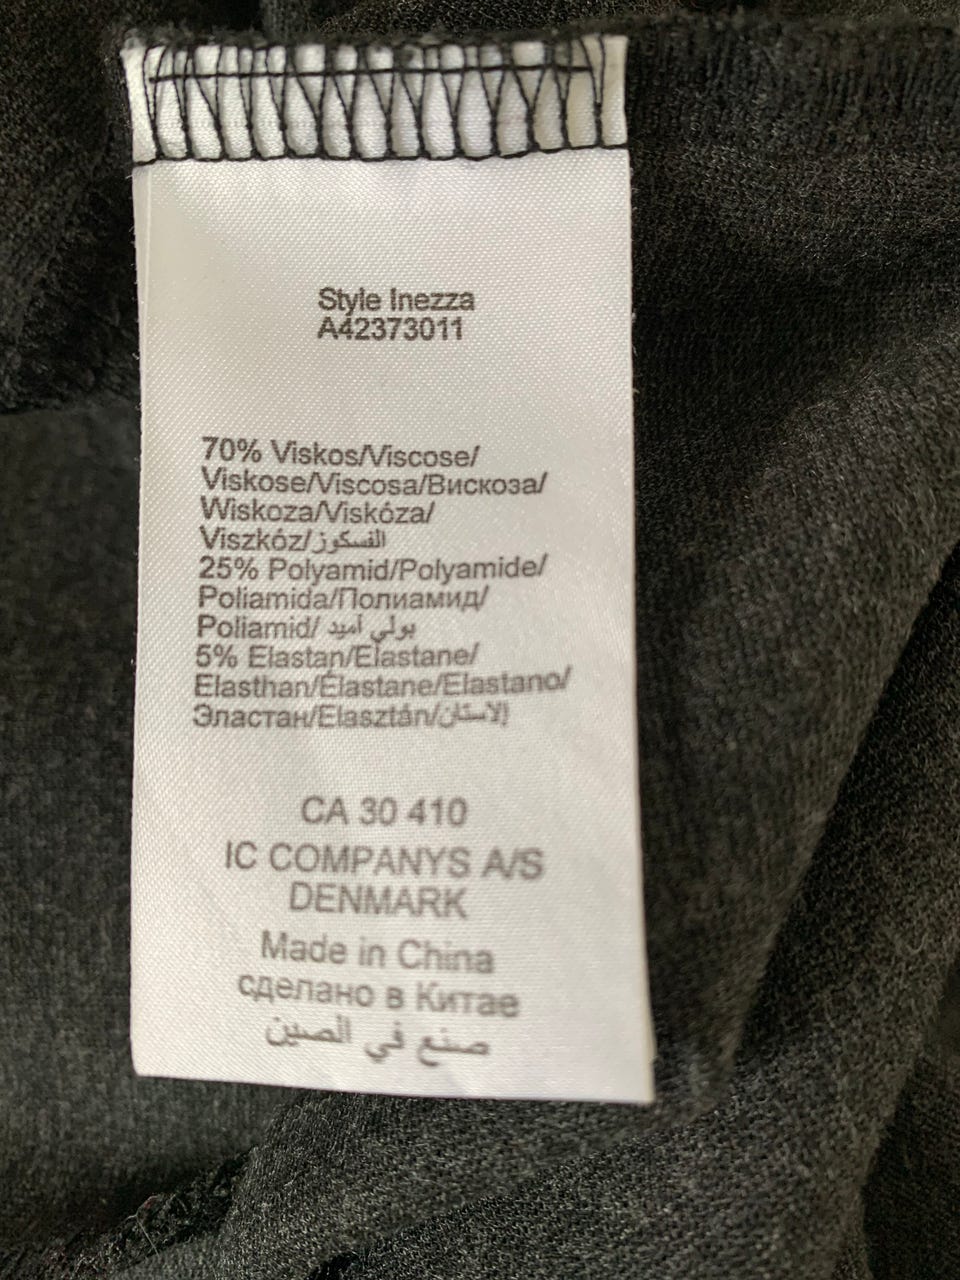 Style Inezza
A42373011
70% Viskos/Viscose/
Viskose/Viscosa/Вискоза/
Wiskoza/Viskóza/
Viszkóz/الفسكوز
25% Polyamid/Polyamide/
Poliamida/Полиамид/
Poliamid/ بولي أميد
5% Elastan/Elastane/
Elasthan/Élastane/Elastano/
Эластан/Elasztán/إلاستان
CA 30 410
IC COMPANYS A/S
DENMARK
Made in China
сделано в Китае
صنع في الصين